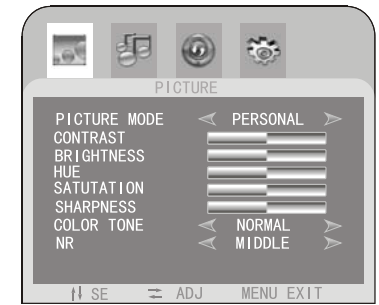 PICTURE
PICTURE MODE PERSONAL
CONTRAST
BRIGHTNESS
HUE
SATUTATION
SHARPNESS
COLOR TONE NORMAL
NR MIDDLE
SE ADJ MENU EXIT